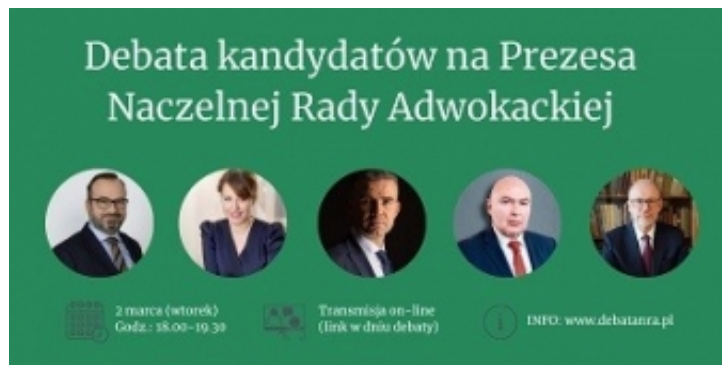 Debata kandydatów na Prezesa
Naczelnej Rady Adwokackiej
2 marca (wtorek)
Godz.: 18.00-19.30
Transmisja on-line
(link w dniu debaty)
INFO: www.debatanra.pl